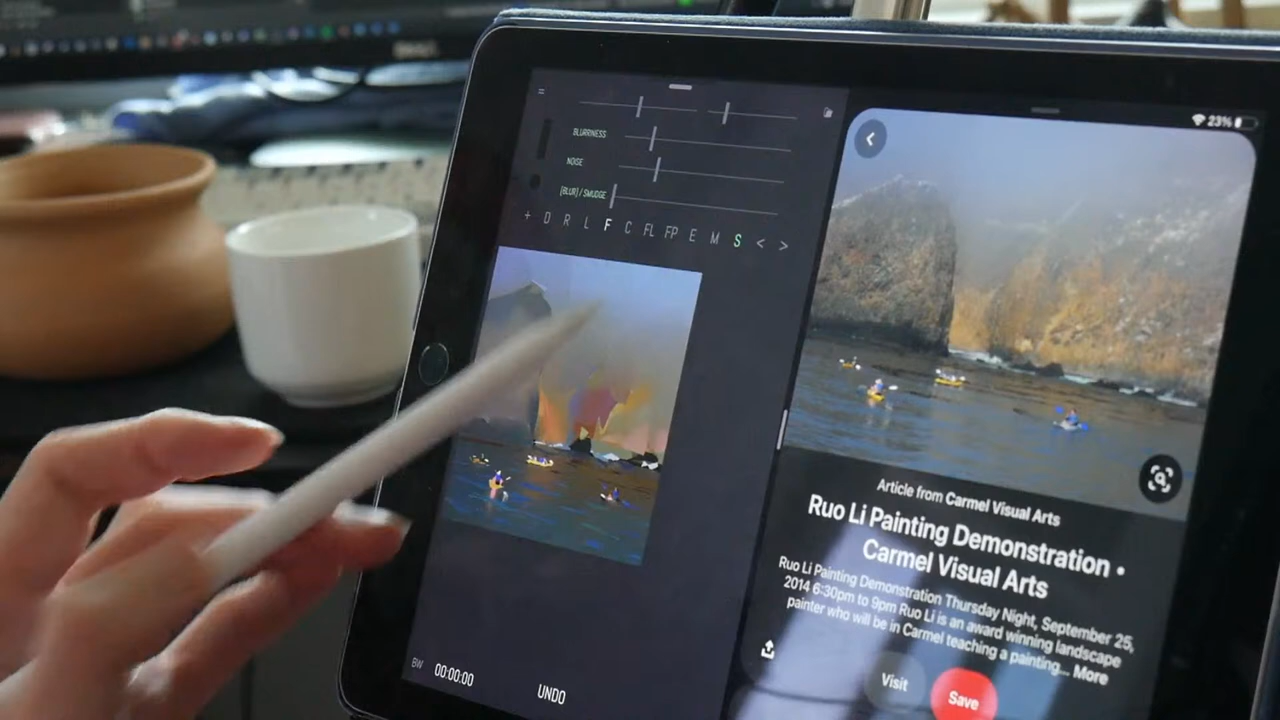 BLURRINESS
NOISE
[BLUR] / SMUDGE
+ D R L F C FL FP E M S < >
BW
00:00:00
UNDO
23%
Article from Carmel Visual Arts
Ruo Li Painting Demonstration •
Carmel Visual Arts
Ruo Li Painting Demonstration Thursday Night, September 25,
2014 6:30pm to 9pm Ruo Li is an award winning landscape
painter who will be in Carmel teaching a painting... More
Visit
Save